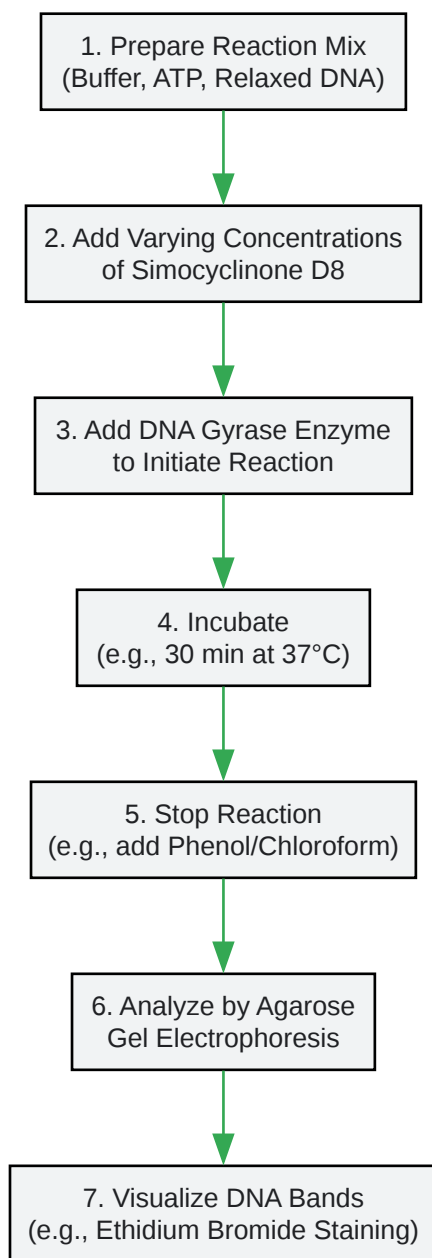 1. Prepare Reaction Mix
(Buffer, ATP, Relaxed DNA)
2. Add Varying Concentrations
of Simocyclinone D8
3. Add DNA Gyrase Enzyme
to Initiate Reaction
4. Incubate
(e.g., 30 min at 37°C)
5. Stop Reaction
(e.g., add Phenol/Chloroform)
6. Analyze by Agarose
Gel Electrophoresis
7. Visualize DNA Bands
(e.g., Ethidium Bromide Staining)